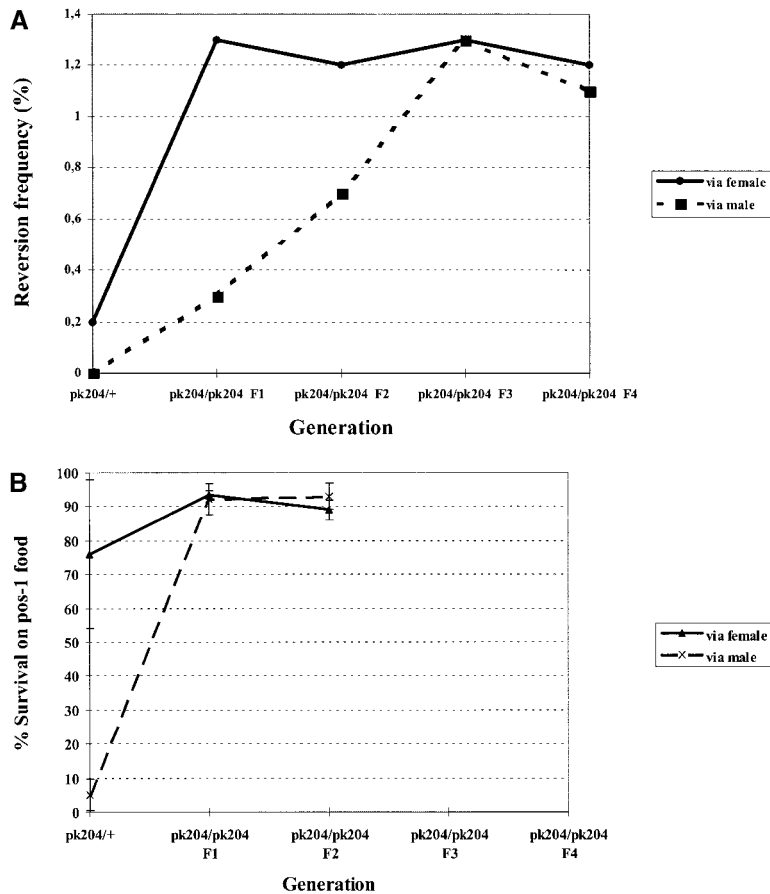 A
Reversion frequency (%)
1,4
1,2
1
0,8
0,6
0,4
0,2
0
pk204/+
pk204/pk204 F1
pk204/pk204 F2
pk204/pk204 F3
pk204/pk204 F4
Generation
via female
via male
B
% Survival on pos-1 food
100
90
80
70
60
50
40
30
20
10
0
pk204/+
pk204/pk204
F1
pk204/pk204
F2
pk204/pk204
F3
pk204/pk204
F4
Generation
via female
via male